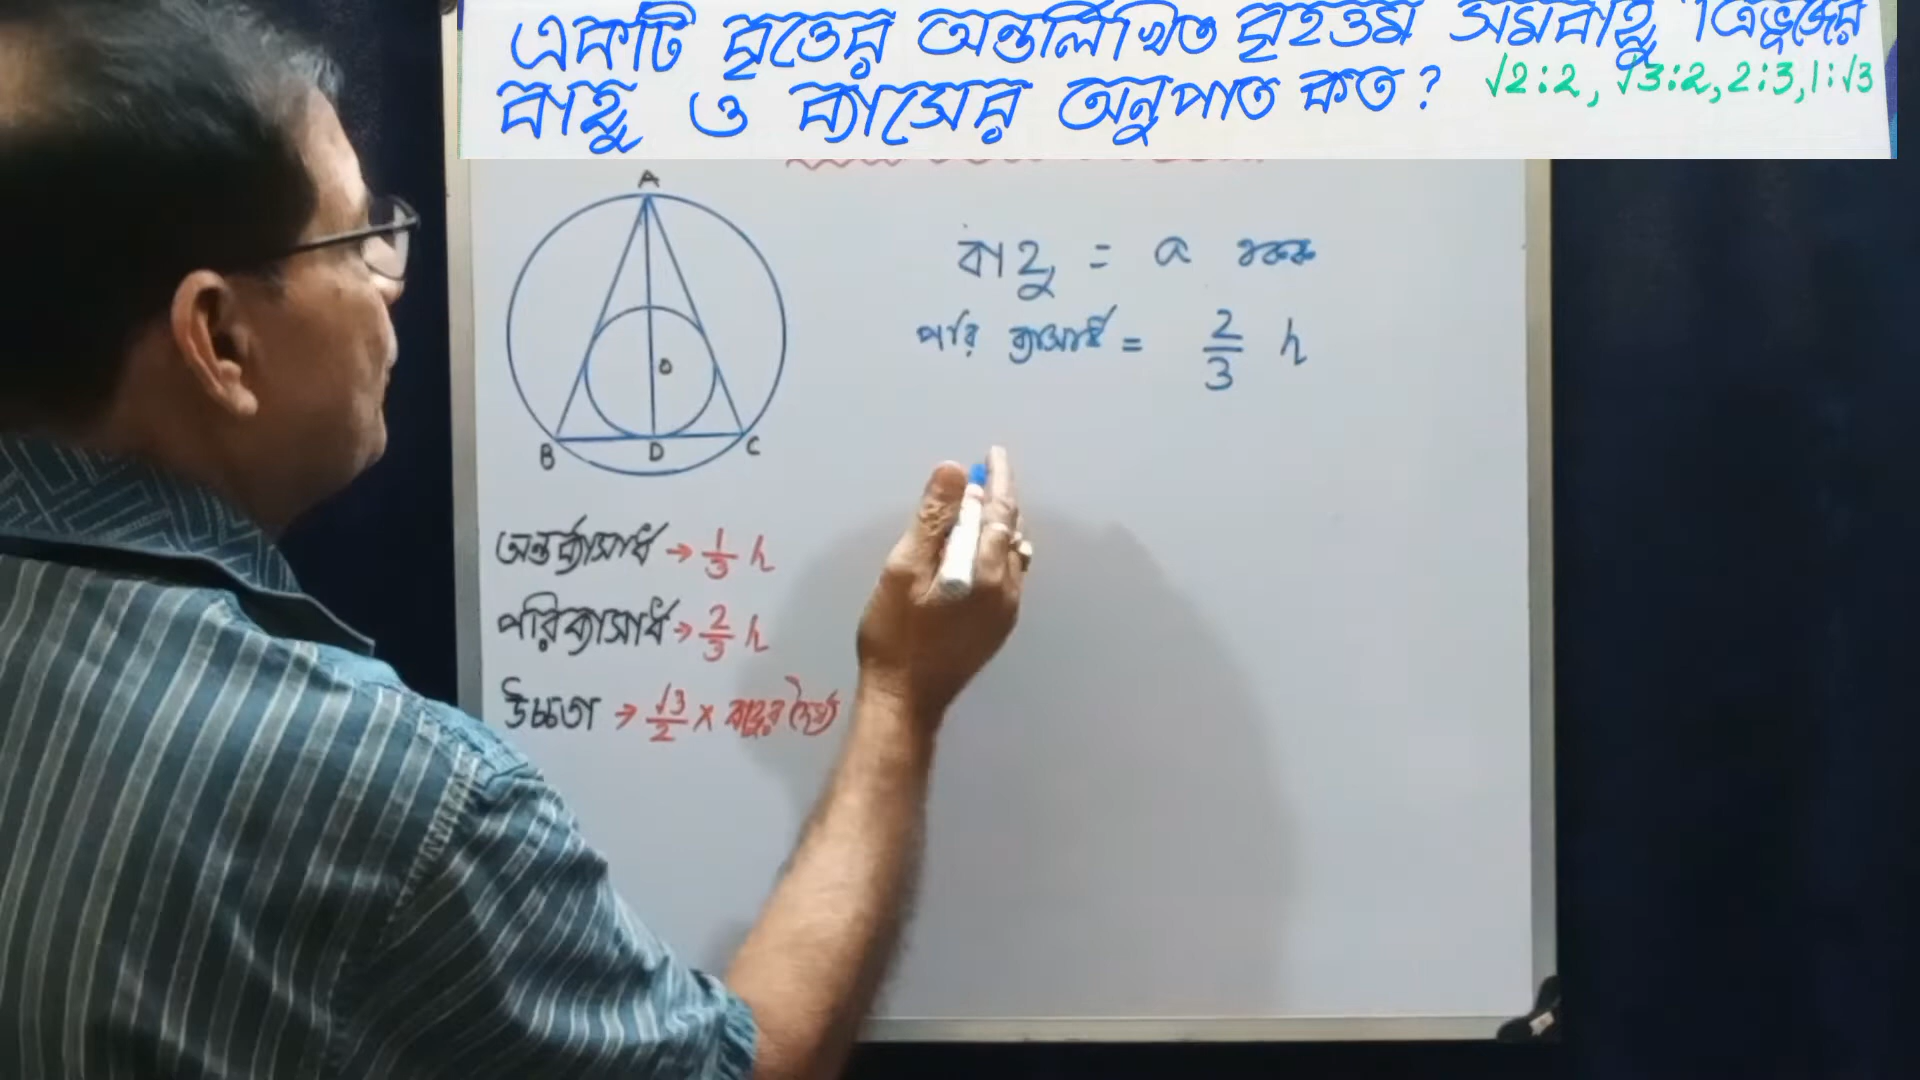 একটি বৃত্তের অন্তর্লিখিত বৃহত্তম সমবাহু ত্রিভুজের
বাহু ও ব্যাসের অনুপাত কত? √2:2, √3:2, 2:3, 1:√3
A
O
B D C
বাহু = a একক
পরি ব্যাসার্ধ = 2/3 h
অন্তর্ব্যাসার্ধ → 1/3 h
পরিব্যাসার্ধ → 2/3 h
উচ্চতা → √3/2 × বাহুর দৈর্ঘ্য